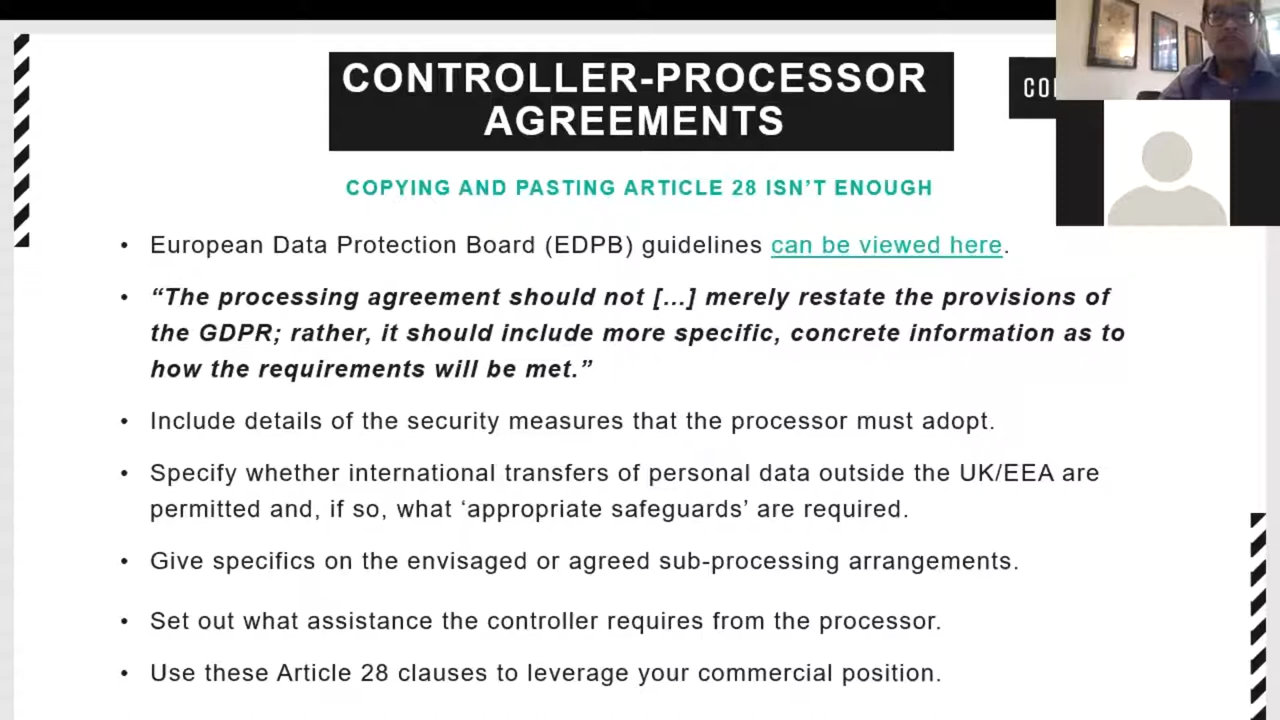 CONTROLLER-PROCESSOR
AGREEMENTS
COPYING AND PASTING ARTICLE 28 ISN’T ENOUGH
• European Data Protection Board (EDPB) guidelines can be viewed here.
• “The processing agreement should not [...] merely restate the provisions of
the GDPR; rather, it should include more specific, concrete information as to
how the requirements will be met.”
• Include details of the security measures that the processor must adopt.
• Specify whether international transfers of personal data outside the UK/EEA are
permitted and, if so, what ‘appropriate safeguards’ are required.
• Give specifics on the envisaged or agreed sub-processing arrangements.
• Set out what assistance the controller requires from the processor.
• Use these Article 28 clauses to leverage your commercial position.